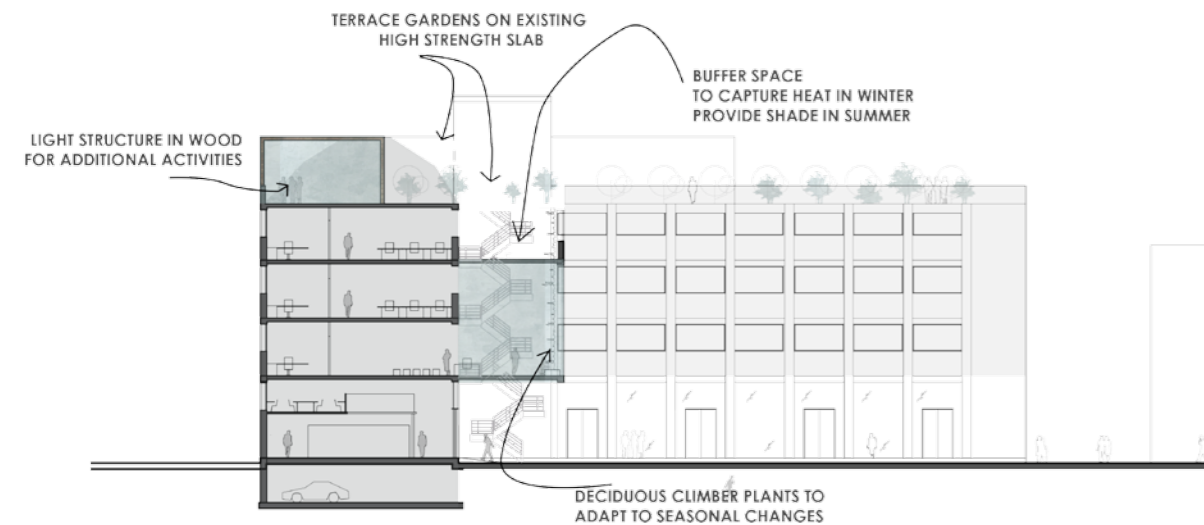 TERRACE GARDENS ON EXISTING
HIGH STRENGTH SLAB
BUFFER SPACE
TO CAPTURE HEAT IN WINTER
PROVIDE SHADE IN SUMMER
LIGHT STRUCTURE IN WOOD
FOR ADDITIONAL ACTIVITIES
DECIDUOUS CLIMBER PLANTS TO
ADAPT TO SEASONAL CHANGES